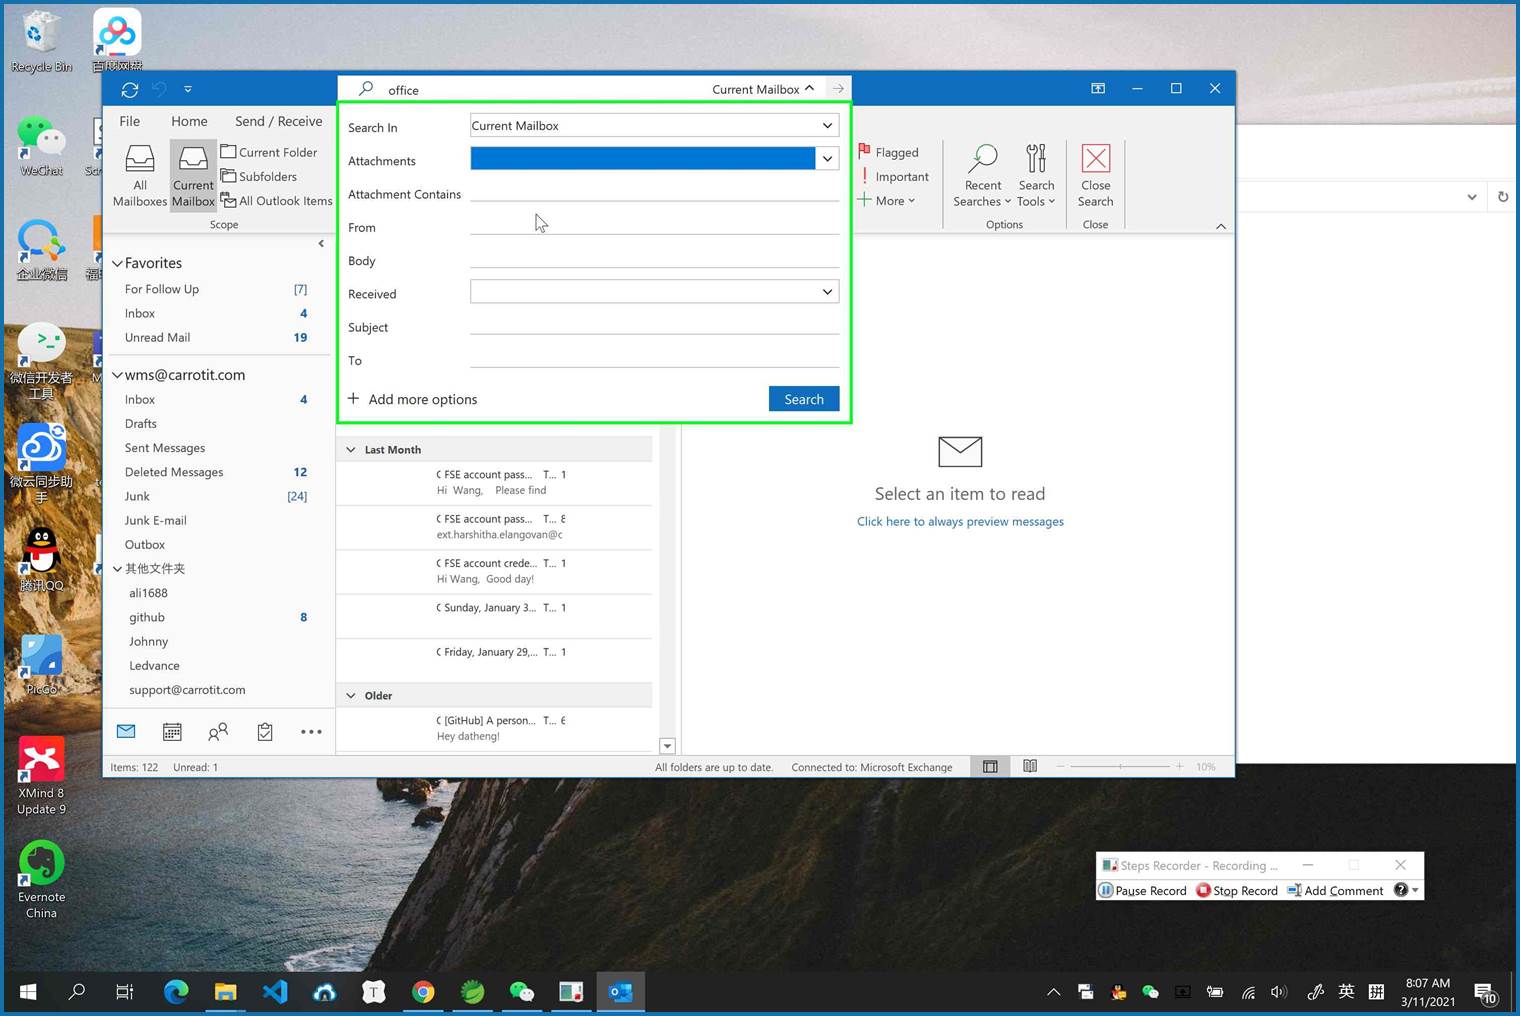 Recycle Bin
百度网盘
WeChat
企业微信
微信开发者
工具
微云同步助
手
腾讯QQ
PicGo
XMind 8
Update 9
Evernote
China
office
Current Mailbox
File
Home
Send / Receive
All
Mailboxes
Current
Mailbox
Current Folder
Subfolders
All Outlook Items
Scope
Search In
Current Mailbox
Attachments
Attachment Contains
From
Body
Received
Subject
To
Add more options
Search
Flagged
Important
More
Recent
Searches
Search
Tools
Options
Close
Search
Close
Favorites
For Follow Up [7]
Inbox 4
Unread Mail 19
wms@carrotit.com
Inbox 4
Drafts
Sent Messages
Deleted Messages 12
Junk [24]
Junk E-mail
Outbox
其他文件夹
ali1688
github 8
Johnny
Ledvance
support@carrotit.com
Last Month
FSE account pass... T... 1
Hi Wang, Please find
FSE account pass... T... 8
ext.harshitha.elangovan@c
FSE account crede... T... 1
Hi Wang, Good day!
Sunday, January 3... T... 1
Friday, January 29,... T... 1
Older
[GitHub] A person... T... 6
Hey datheng!
Select an item to read
Click here to always preview messages
Items: 122 Unread: 1
All folders are up to date.
Connected to: Microsoft Exchange
10%
Steps Recorder - Recording ...
Pause Record
Stop Record
Add Comment
英
拼
8:07 AM
3/11/2021
10